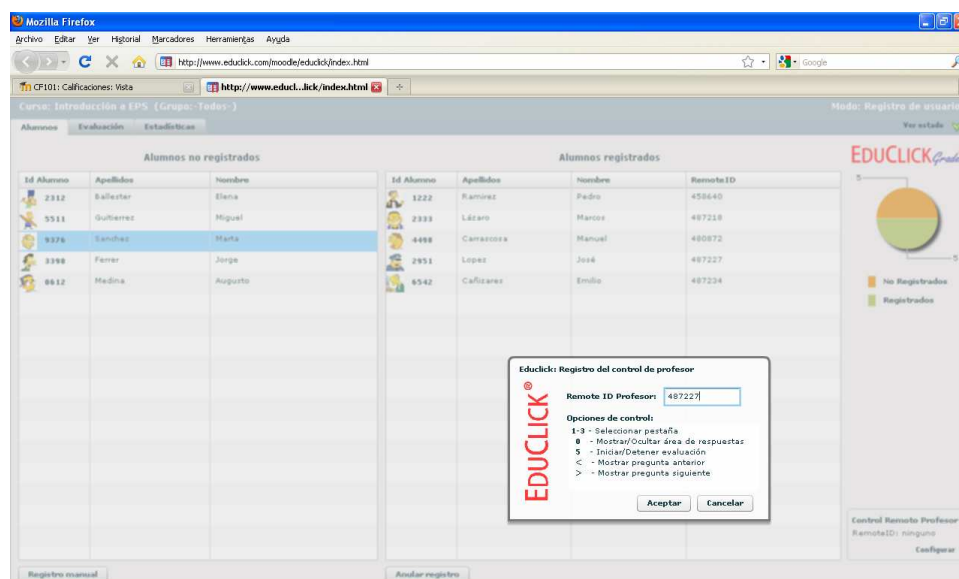 Mozilla Firefox
Archivo Editar Ver Historial Marcadores Herramientas Ayuda
http://www.educlick.com/moodle/educlick/index.html Google
CF101: Calificaciones: Vista http://www.educl...lick/index.html
Curso: Introducción a EPS (Grupo:-Todos-) Modo: Registro de usuario
Alumnos Evaluación Estadísticas Ver estado
Alumnos no registrados Alumnos registrados EDUCLICK Grade
Id Alumno Apellidos Nombre Id Alumno Apellidos Nombre RemoteID 5
2312 Ballester Elena 1222 Ramirez Pedro 458640
5511 Guitierrez Miguel 2333 Lázaro Marcos 487218
9376 Sanchez Marta 4498 Carrascosa Manuel 480872
3398 Ferrer Jorge 2951 Lopez José 487227 5
8612 Medina Augusto 6542 Cañizares Emilio 487234 No Registrados
Registrados
Educlick: Registro del control de profesor
EDUCLICK®
Remote ID Profesor: 487227
Opciones de control:
1-3 - Seleccionar pestaña
0 - Mostrar/Ocultar área de respuestas
5 - Iniciar/Detener evaluación
< - Mostrar pregunta anterior
> - Mostrar pregunta siguiente
Aceptar Cancelar
Control Remoto Profesor
RemoteID: ninguno
Configurar
Registro manual Anular registro